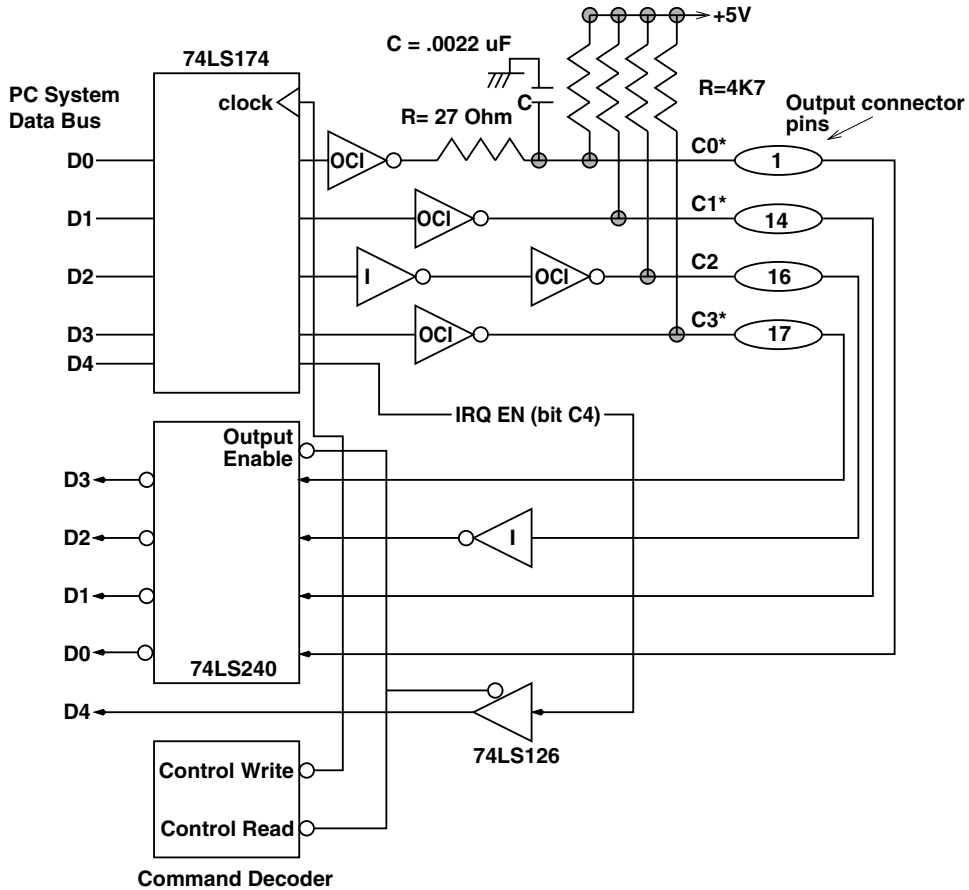 +5V
C = .0022 uF
74LS174
PC System
Data Bus
clock
C
R=4K7
R= 27 Ohm
Output connector
pins
D0
OCI
C0*
1
D1
OCI
C1*
14
D2
I
OCI
C2
16
D3
OCI
C3*
17
D4
IRQ EN (bit C4)
Output
Enable
D3
D2
I
D1
D0
74LS240
D4
74LS126
Control Write
Control Read
Command Decoder